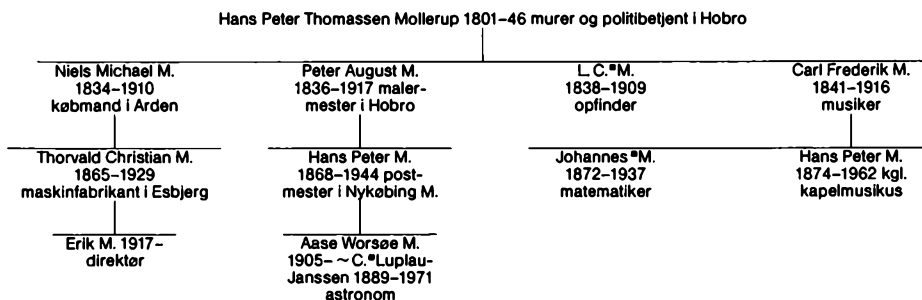 Hans Peter Thomassen Mollerup 1801–46 murer og politibetjent i Hobro
Niels Michael M.
1834–1910
købmand i Arden
Peter August M.
1836–1917 maler-
mester i Hobro
L. C.*M.
1838–1909
opfinder
Carl Frederik M.
1841–1916
musiker
Thorvald Christian M.
1865–1929
maskinfabrikant i Esbjerg
Hans Peter M.
1868–1944 post-
mester i Nykøbing M.
Johannes*M.
1872–1937
matematiker
Hans Peter M.
1874–1962 kgl.
kapelmusikus
Erik M. 1917–
direktør
Aase Worsøe M.
1905– ~C.*Luplau-
Janssen 1889–1971
astronom